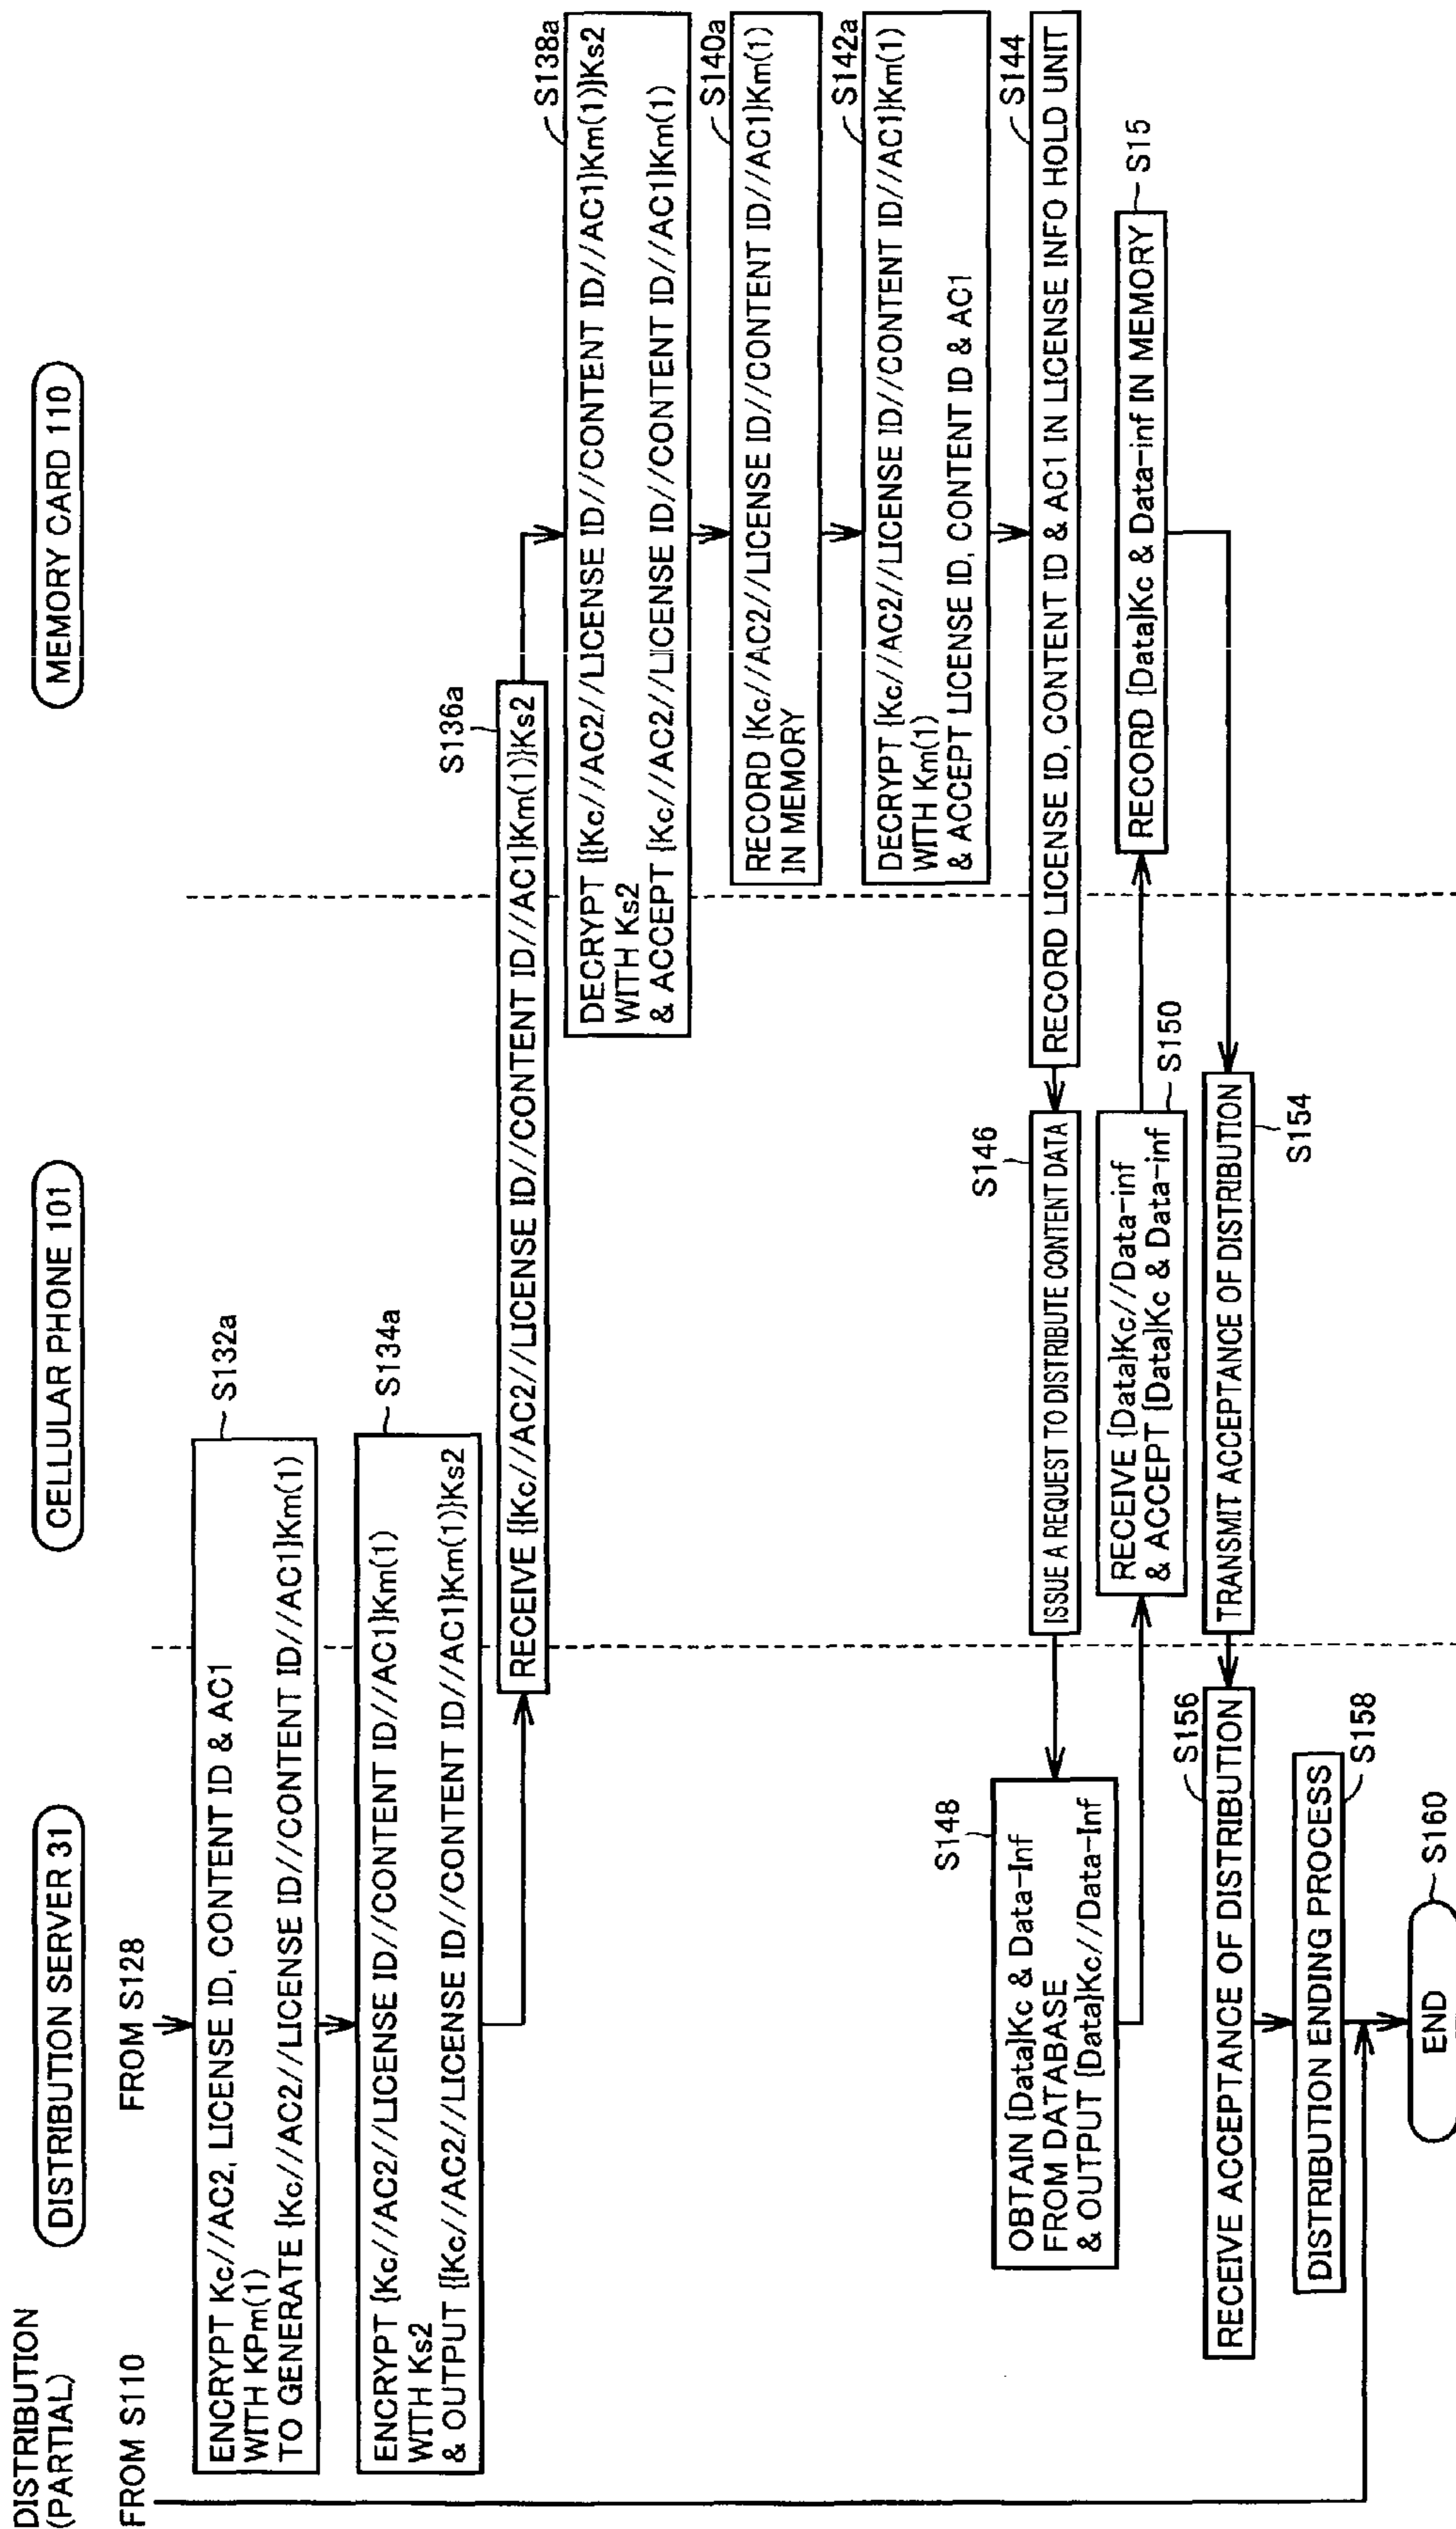 DISTRIBUTION
(PARTIAL)
DISTRIBUTION SERVER 31
CELLULAR PHONE 101
MEMORY CARD 110
FROM S110
FROM S128
S132a
ENCRYPT Kc//AC2, LICENSE ID, CONTENT ID & AC1
WITH KPm(1)
TO GENERATE {Kc//AC2//LICENSE ID//CONTENT ID//AC1}Km(1)
S134a
ENCRYPT {Kc//AC2//LICENSE ID//CONTENT ID//AC1}Km(1)
WITH Ks2
& OUTPUT {{Kc//AC2//LICENSE ID//CONTENT ID//AC1}Km(1)}Ks2
S136a
RECEIVE {{Kc//AC2//LICENSE ID//CONTENT ID//AC1}Km(1)}Ks2
S138a
DECRYPT {{Kc//AC2//LICENSE ID//CONTENT ID//AC1}Km(1)}Ks2
WITH Ks2
& ACCEPT {Kc//AC2//LICENSE ID//CONTENT ID//AC1}Km(1)
S140a
RECORD {Kc//AC2//LICENSE ID//CONTENT ID//AC1}Km(1)
IN MEMORY
S142a
DECRYPT {Kc//AC2//LICENSE ID//CONTENT ID//AC1}Km(1)
WITH Km(1)
& ACCEPT LICENSE ID, CONTENT ID & AC1
S144
RECORD LICENSE ID, CONTENT ID & AC1 IN LICENSE INFO HOLD UNIT
S146
ISSUE A REQUEST TO DISTRIBUTE CONTENT DATA
S148
OBTAIN {Data}Kc & Data-Inf
FROM DATABASE
& OUTPUT {Data}Kc//Data-Inf
S150
RECEIVE {Data}Kc//Data-inf
& ACCEPT {Data}Kc & Data-inf
S15
RECORD {Data}Kc & Data-inf IN MEMORY
TRANSMIT ACCEPTANCE OF DISTRIBUTION
S154
S156
RECEIVE ACCEPTANCE OF DISTRIBUTION
DISTRIBUTION ENDING PROCESS
S158
END
S160